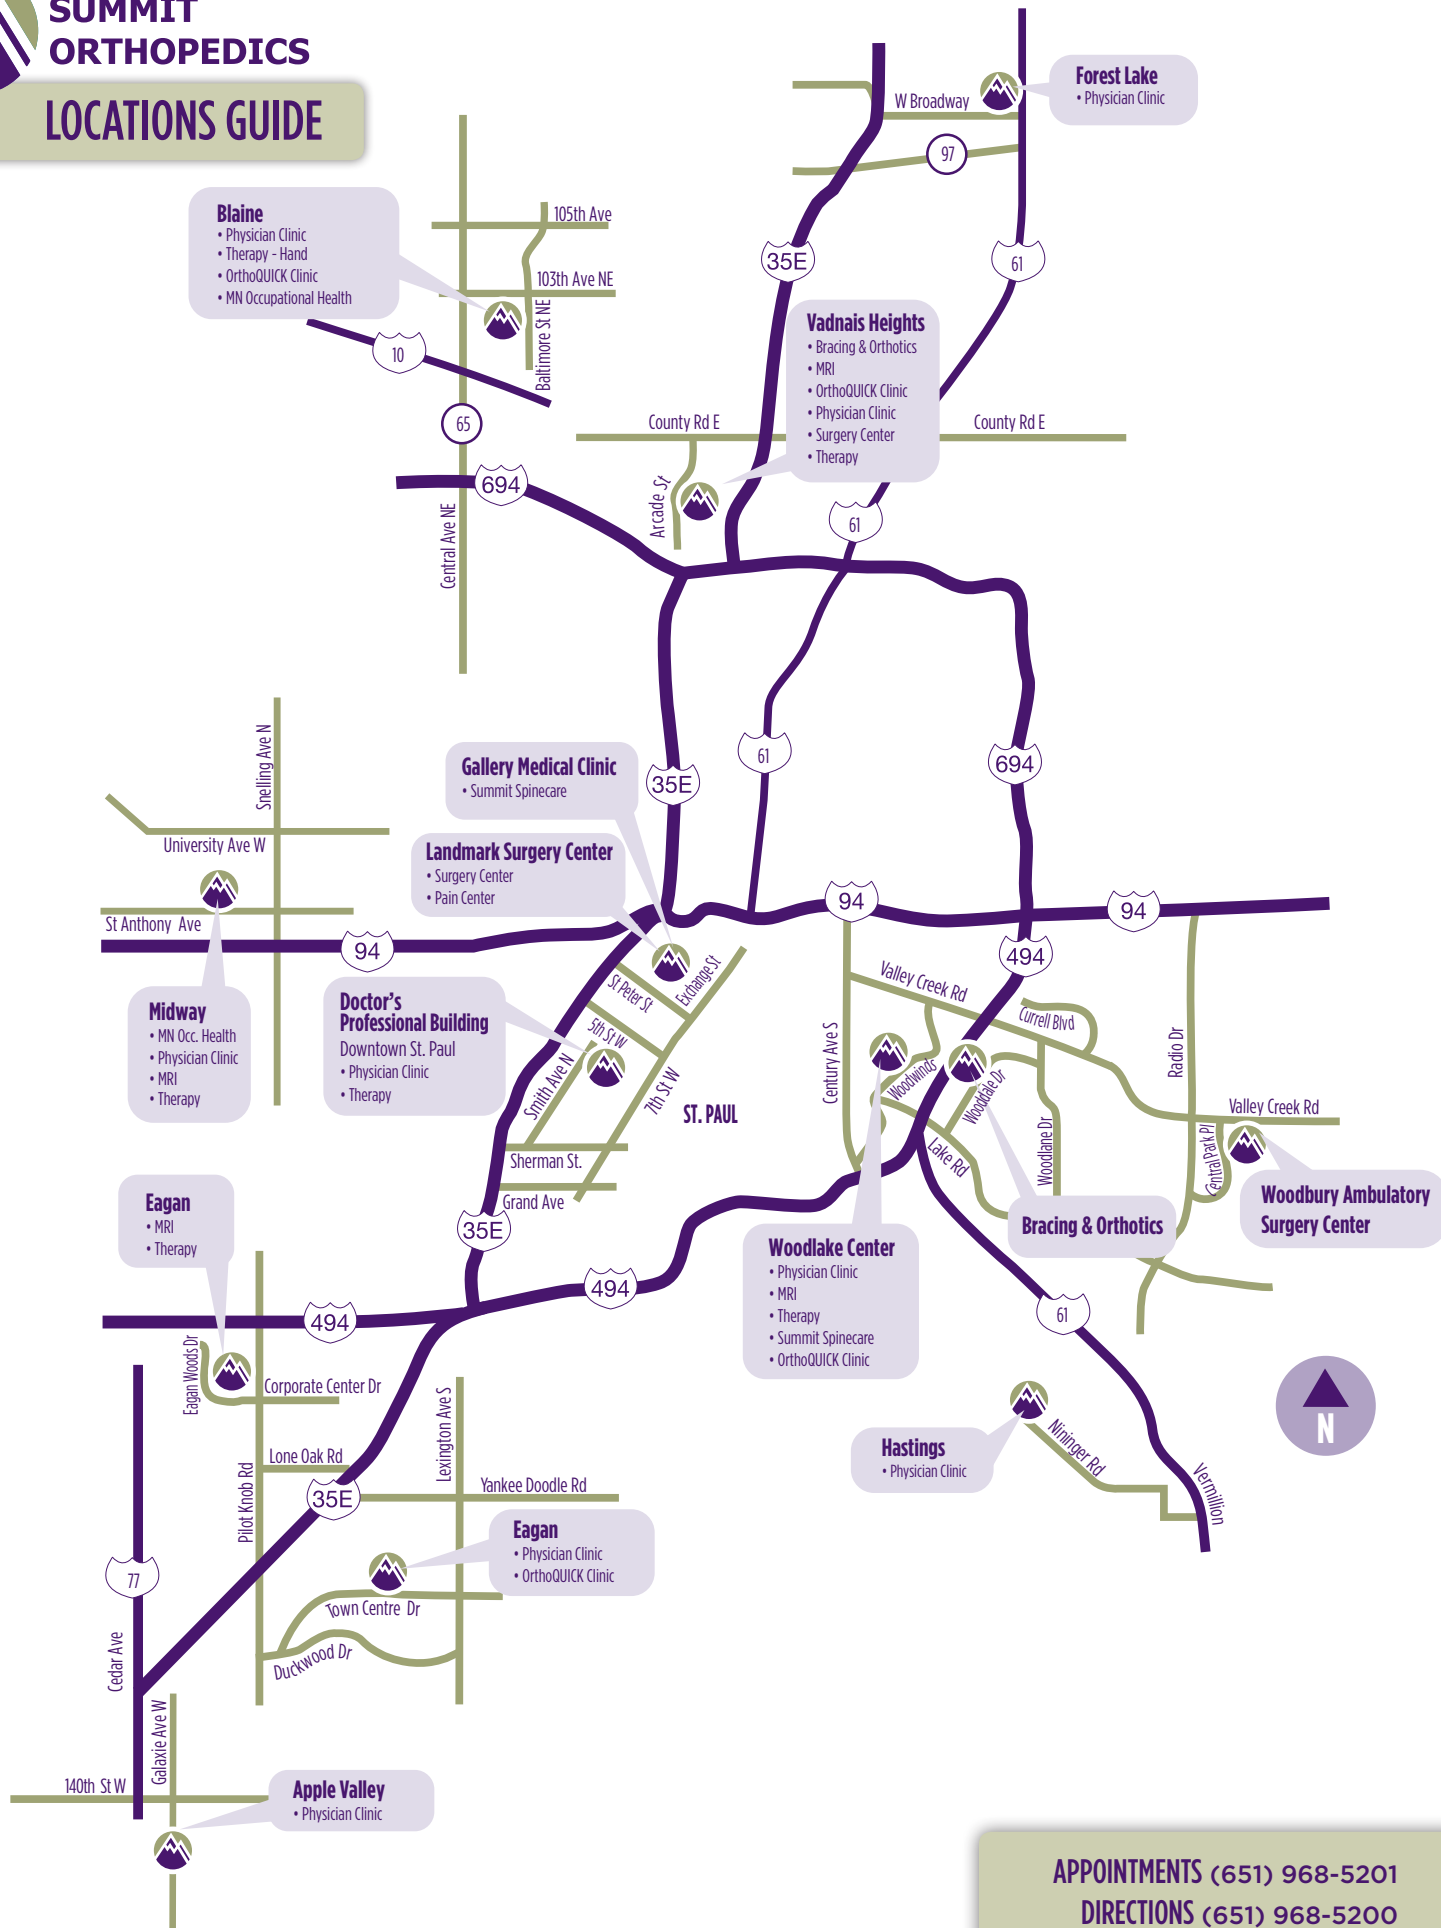 SUMMIT
ORTHOPEDICS
LOCATIONS GUIDE
Forest Lake
• Physician Clinic
W Broadway
97
35E
61
Blaine
• Physician Clinic
• Therapy - Hand
• OrthoQUICK Clinic
• MN Occupational Health
105th Ave
103th Ave NE
Baltimore St NE
10
65
694
Central Ave NE
Vadnais Heights
• Bracing & Orthotics
• MRI
• OrthoQUICK Clinic
• Physician Clinic
• Surgery Center
• Therapy
County Rd E
County Rd E
Arcade St
61
Snelling Ave N
University Ave W
St Anthony Ave
94
Gallery Medical Clinic
• Summit Spinecare
35E
61
694
Landmark Surgery Center
• Surgery Center
• Pain Center
94
94
494
Midway
• MN Occ. Health
• Physician Clinic
• MRI
• Therapy
Doctor's
Professional Building
Downtown St. Paul
• Physician Clinic
• Therapy
St Peter St
Exchange St
5th St W
Smith Ave N
7th St W
ST. PAUL
Sherman St.
Grand Ave
35E
Valley Creek Rd
Currell Blvd
Century Ave S
Woodwinds
Wooddale Dr
Woodlane Dr
Lake Rd
Radio Dr
Valley Creek Rd
Central Park Pl
Woodbury Ambulatory
Surgery Center
Bracing & Orthotics
Woodlake Center
• Physician Clinic
• MRI
• Therapy
• Summit Spinecare
• OrthoQUICK Clinic
Eagan
• MRI
• Therapy
494
494
61
Eagan Woods Dr
Corporate Center Dr
Lone Oak Rd
Pilot Knob Rd
35E
Lexington Ave S
Yankee Doodle Rd
Eagan
• Physician Clinic
• OrthoQUICK Clinic
Town Centre Dr
Duckwood Dr
Hastings
• Physician Clinic
Nininger Rd
Vermillion
N
77
Cedar Ave
Galaxie Ave W
140th St W
Apple Valley
• Physician Clinic
APPOINTMENTS (651) 968-5201
DIRECTIONS (651) 968-5200